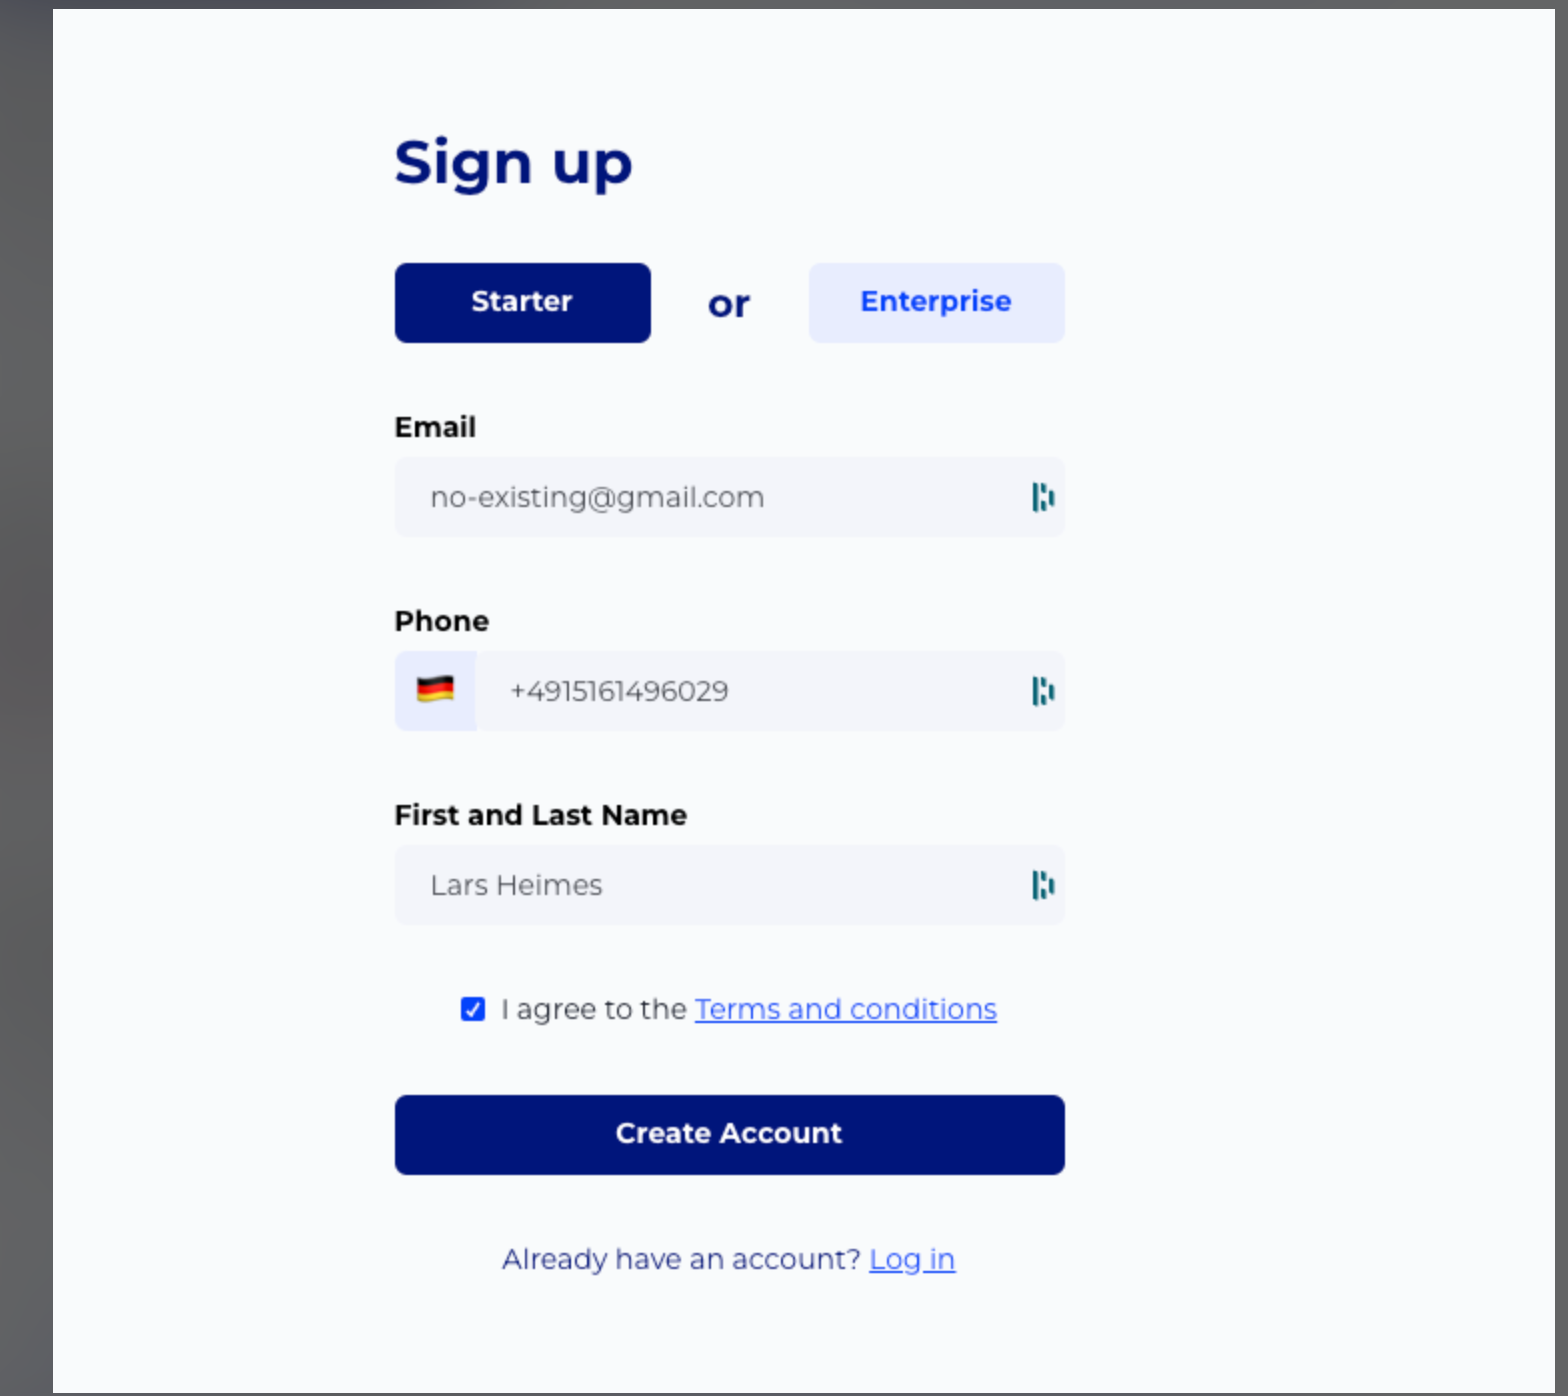 Sign up
Starter or Enterprise
Email
no-existing@gmail.com
Phone
+4915161496029
First and Last Name
Lars Heimes
I agree to the Terms and conditions
Create Account
Already have an account? Log in